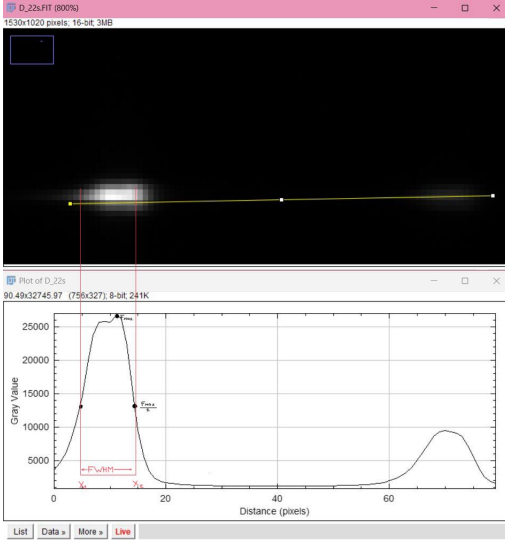 D_22s.FIT (800%)
1530x1020 pixels; 16-bit; 3MB
Plot of D_22s
90.49x32745.97 (756x327); 8-bit; 241K
Gray Value
25000
20000
15000
10000
5000
Fmax
Fmax
2
FWHM
0 20 40 60
Distance (pixels)
List Data » More » Live